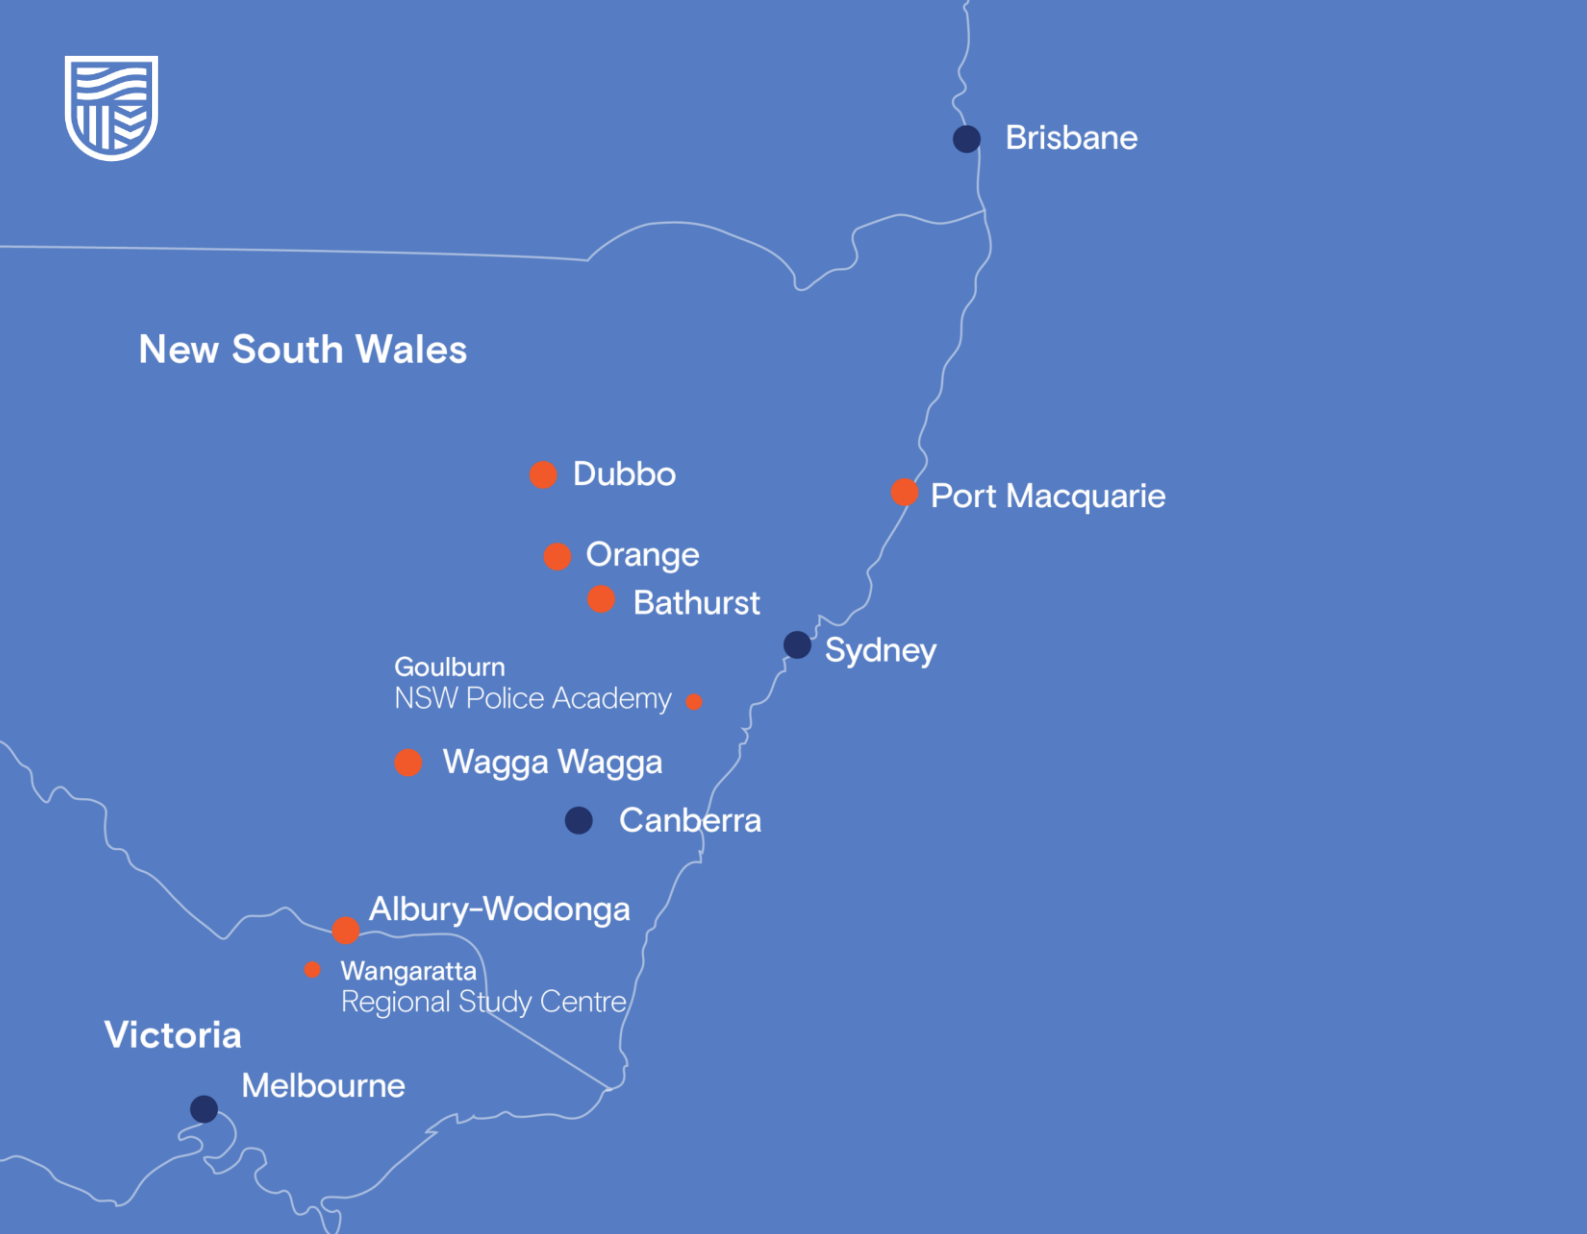 Brisbane
New South Wales
Dubbo
Port Macquarie
Orange
Bathurst
Sydney
Goulburn
NSW Police Academy
Wagga Wagga
Canberra
Albury-Wodonga
Wangaratta
Regional Study Centre
Victoria
Melbourne